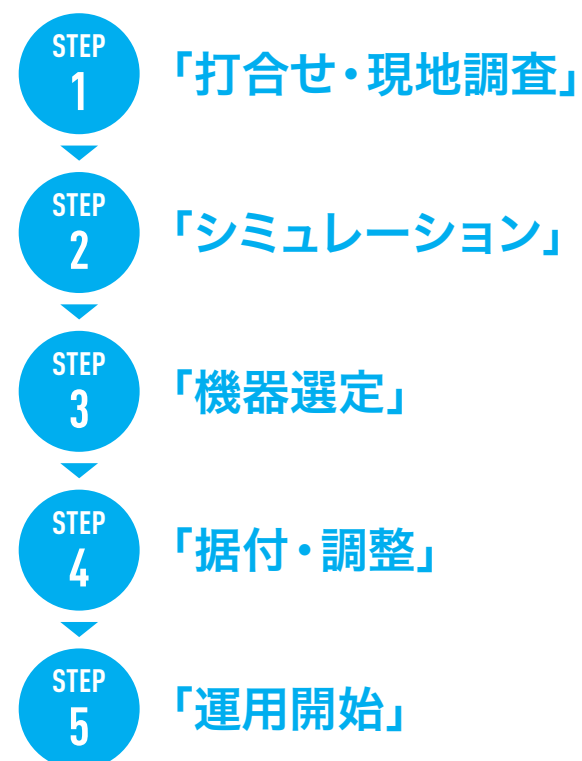 STEP
1
「打合せ・現地調査」
STEP
2
「シミュレーション」
STEP
3
「機器選定」
STEP
4
「据付・調整」
STEP
5
「運用開始」